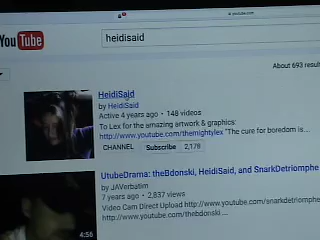 youtube.com
YouTube
heidisaid
About 693 result
HeidiSaid
by HeidiSaid
Active 4 years ago • 148 videos
To Lex for the amazing artwork & graphics:
http://www.youtube.com/themightylex "The cure for boredom is...
CHANNEL Subscribe 2,178
UtubeDrama: theBdonski, HeidiSaid, and SnarkDetriomphe
by JAVerbatim
7 years ago • 2,837 views
Video Cam Direct Upload http://www.youtube.com/snarkdetriomphe
http://www.youtube.com/thebdonski ...
4:56